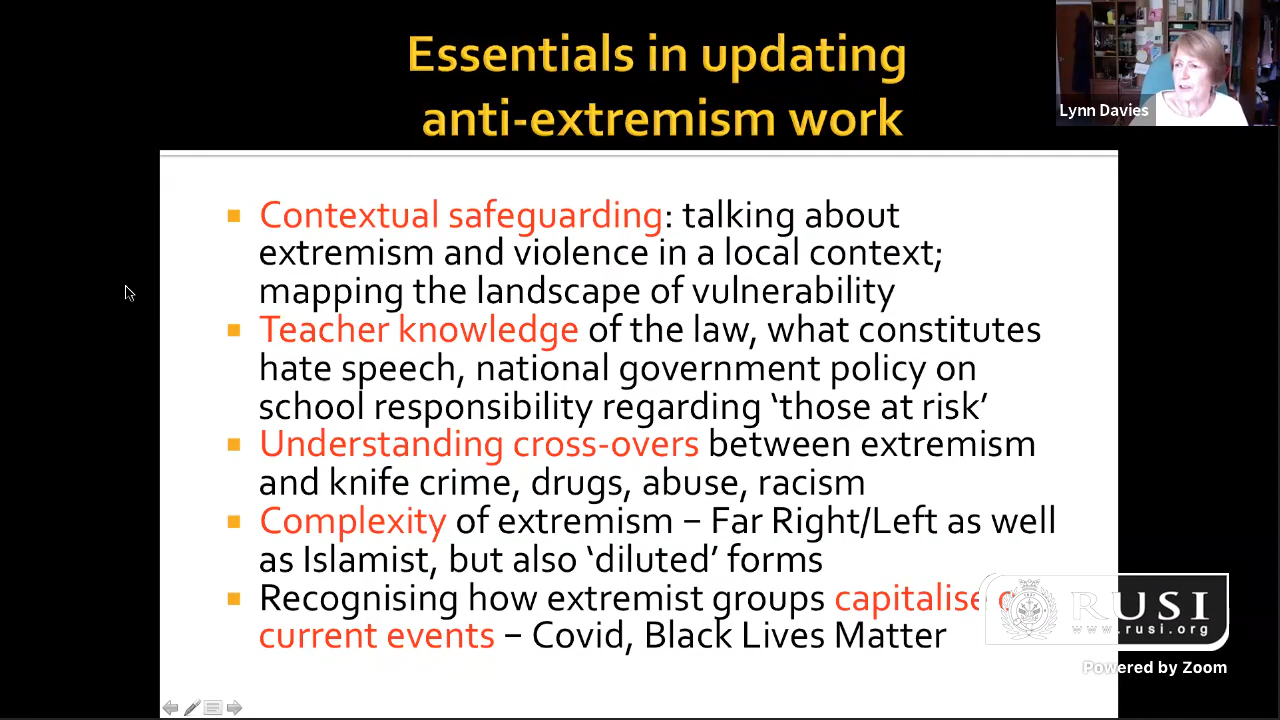 Essentials in updating
anti-extremism work
Lynn Davies
Contextual safeguarding: talking about
extremism and violence in a local context;
mapping the landscape of vulnerability
Teacher knowledge of the law, what constitutes
hate speech, national government policy on
school responsibility regarding ‘those at risk’
Understanding cross-overs between extremism
and knife crime, drugs, abuse, racism
Complexity of extremism – Far Right/Left as well
as Islamist, but also ‘diluted’ forms
Recognising how extremist groups capitalise
current events – Covid, Black Lives Matter
RUSI
www.rusi.org
Powered by Zoom